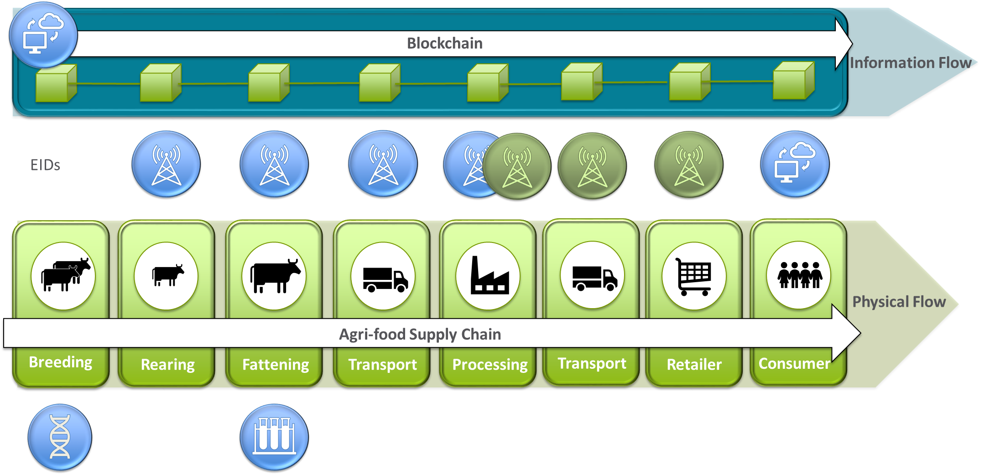 Blockchain
Information Flow
EIDs
Physical Flow
Agri-food Supply Chain
Breeding
Rearing
Fattening
Transport
Processing
Transport
Retailer
Consumer